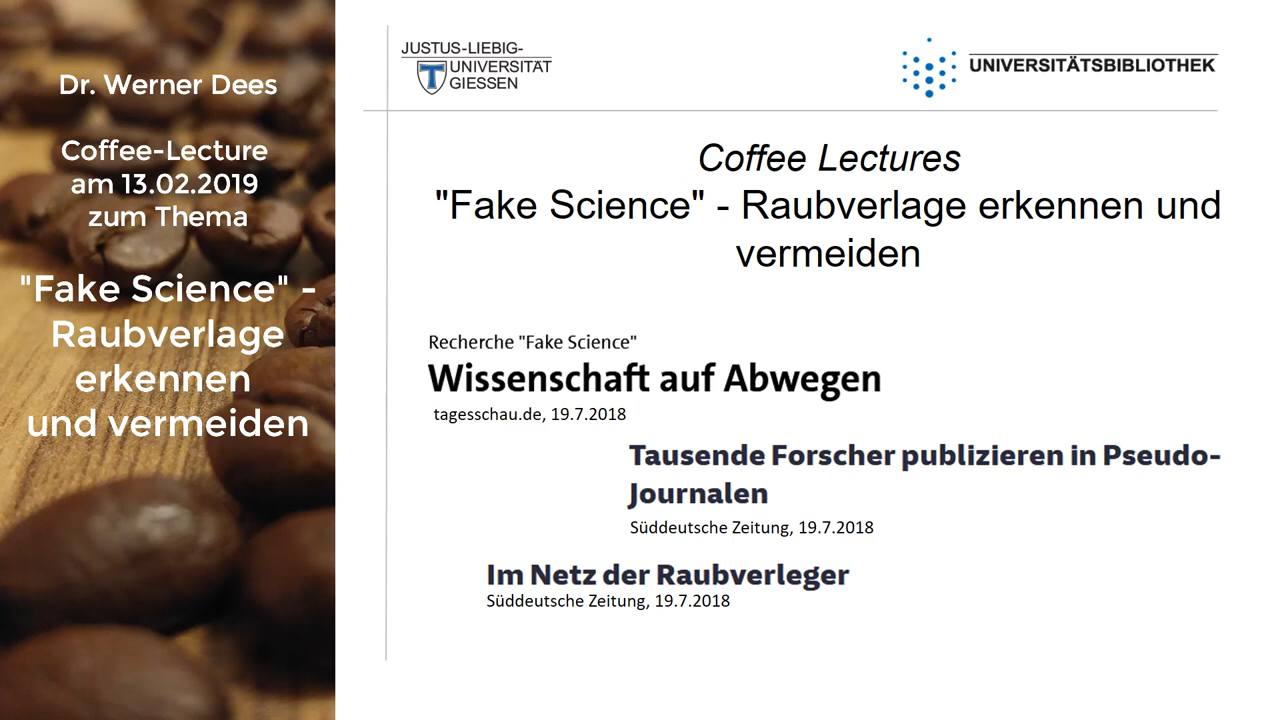 Dr. Werner Dees
Coffee-Lecture
am 13.02.2019
zum Thema
"Fake Science" -
Raubverlage
erkennen
und vermeiden
JUSTUS-LIEBIG-
UNIVERSITÄT
GIESSEN
UNIVERSITÄTSBIBLIOTHEK
Coffee Lectures
"Fake Science" - Raubverlage erkennen und
vermeiden
Recherche "Fake Science"
Wissenschaft auf Abwegen
tagesschau.de, 19.7.2018
Tausende Forscher publizieren in Pseudo-
Journalen
Süddeutsche Zeitung, 19.7.2018
Im Netz der Raubverleger
Süddeutsche Zeitung, 19.7.2018